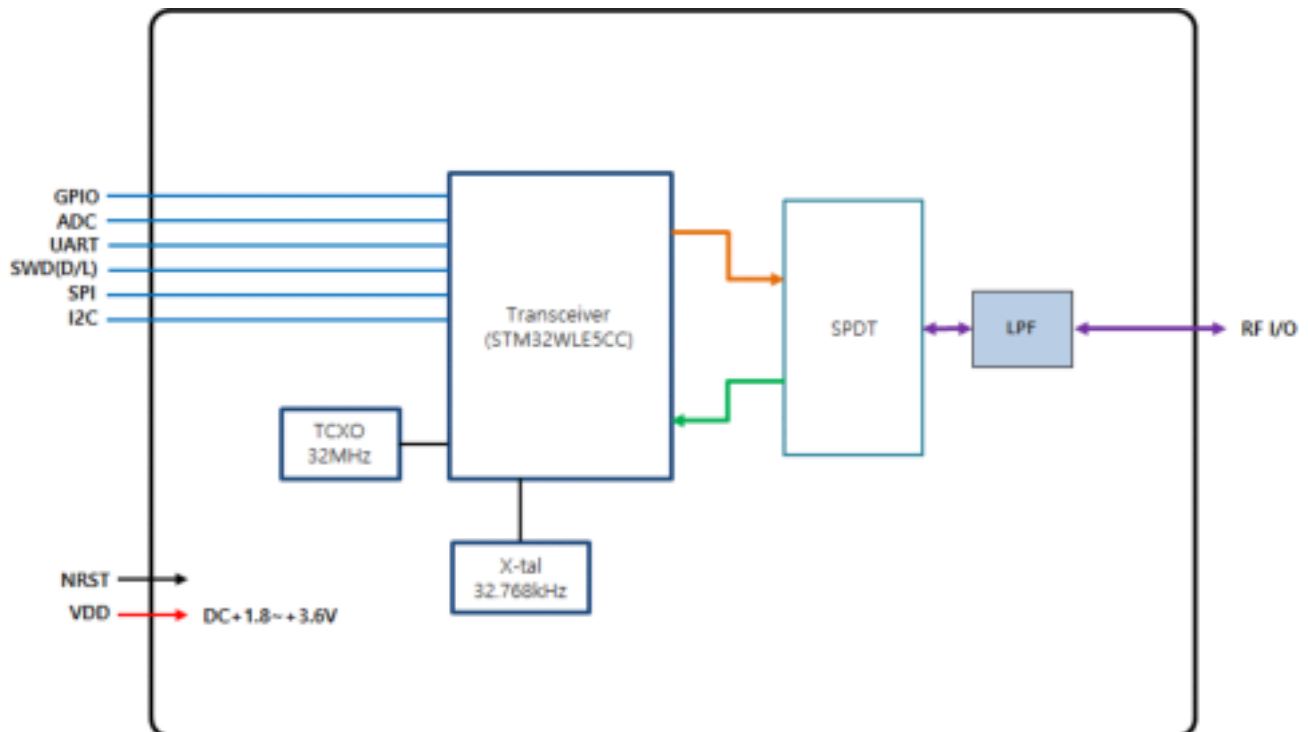 GPIO
ADC
UART
SWD(D/L)
SPI
I2C
Transceiver
(STM32WLE5CC)
SPDT
LPF
RF I/O
TCXO
32MHz
X-tal
32.768kHz
NRST
VDD
DC+1.8~+3.6V